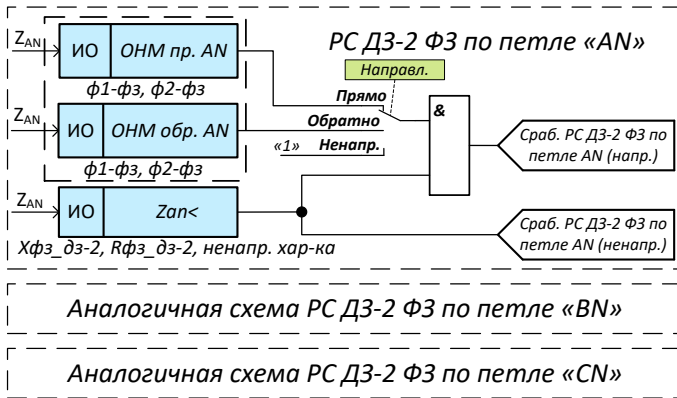 Z_AN
ИО
ОНМ пр. AN
РС ДЗ-2 ФЗ по петле «AN»
ф1-фз, ф2-фз
Направл.
Прямо
Z_AN
ИО
ОНМ обр. AN
Обратно
&
ф1-фз, ф2-фз
«1»
Ненапр.
Сраб. РС ДЗ-2 ФЗ по
петле AN (напр.)
Z_AN
ИО
Zan<
Xфз_дз-2, Rфз_дз-2, ненапр. хар-ка
Сраб. РС ДЗ-2 ФЗ по
петле AN (ненапр.)
Аналогичная схема РС ДЗ-2 ФЗ по петле «BN»
Аналогичная схема РС ДЗ-2 ФЗ по петле «CN»